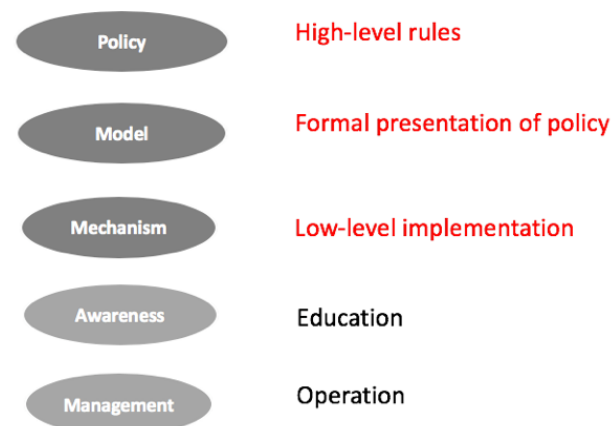 Policy High-level rules
Model Formal presentation of policy
Mechanism Low-level implementation
Awareness Education
Management Operation